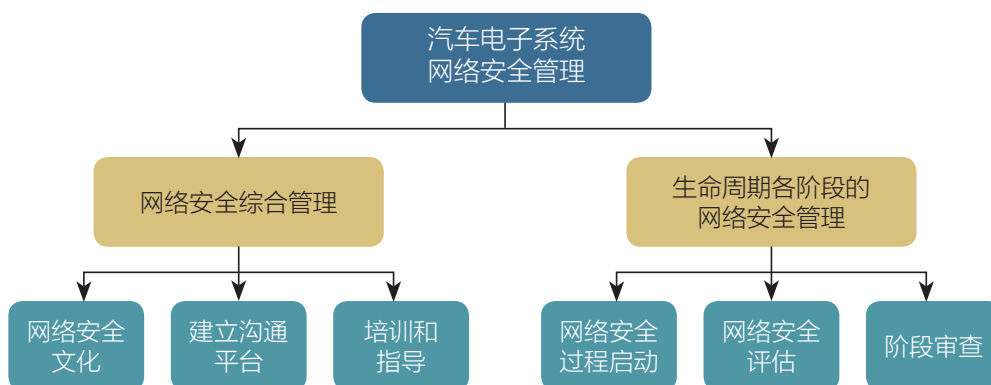 汽车电子系统
网络安全管理
网络安全综合管理
生命周期各阶段的
网络安全管理
网络安全
文化
建立沟通
平台
培训和
指导
网络安全
过程启动
网络安全
评估
阶段审查